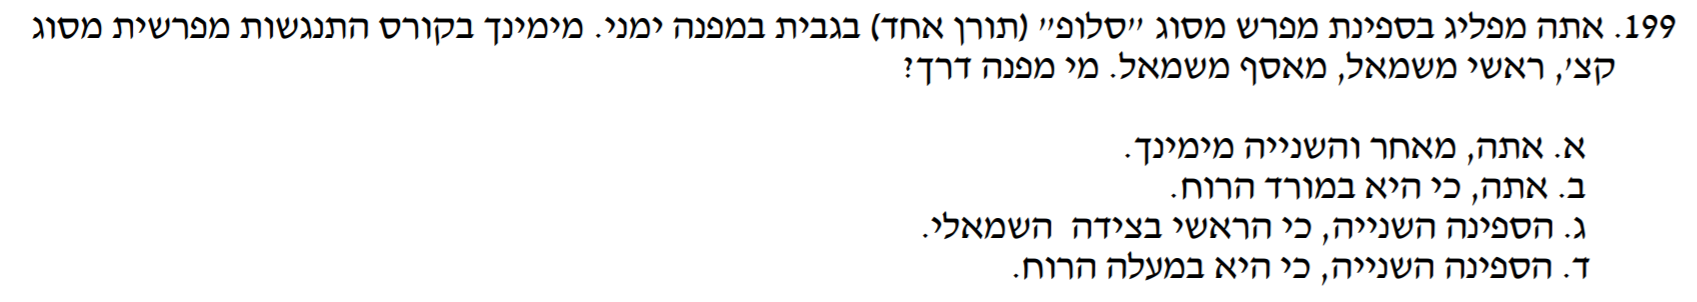 199. אתה מפליג בספינת מפרש מסוג "סלופ" (תורן אחד) בגבית במפנה ימני. מימינך בקורס התנגשות מפרשית מסוג
קצ', ראשי משמאל, מאסף משמאל. מי מפנה דרך?
א. אתה, מאחר והשנייה מימינך.
ב. אתה, כי היא במורד הרוח.
ג. הספינה השנייה, כי הראשי בצידה השמאלי.
ד. הספינה השנייה, כי היא במעלה הרוח.